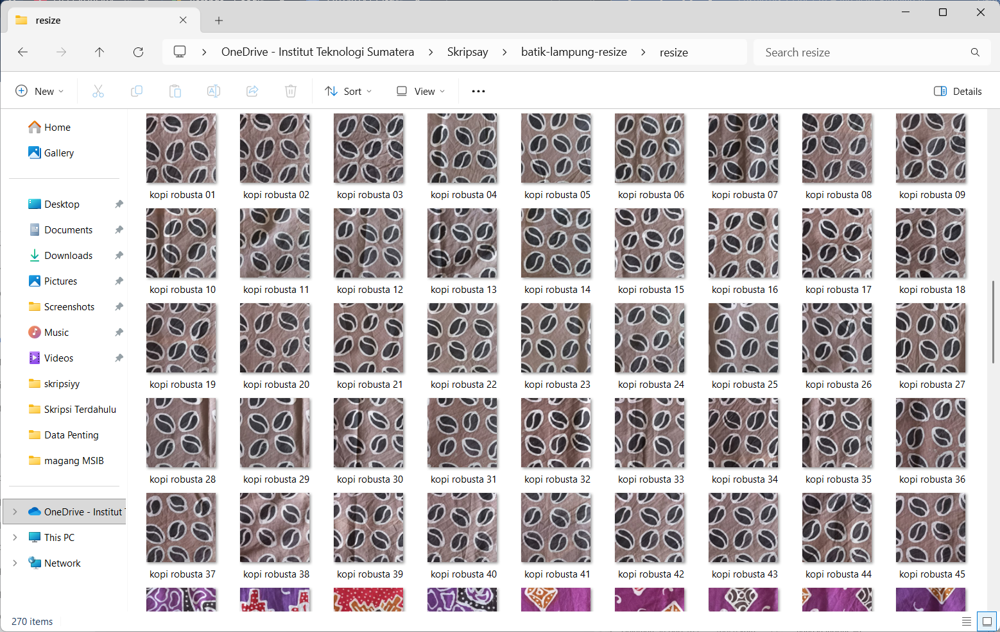 resize
OneDrive - Institut Teknologi Sumatera
Skripsay
batik-lampung-resize
resize
Search resize
New
Sort
View
Details
Home
Gallery
Desktop
Documents
Downloads
Pictures
Screenshots
Music
Videos
skripsiyy
Skripsi Terdahulu
Data Penting
magang MSIB
OneDrive - Institut
This PC
Network
kopi robusta 01 kopi robusta 02 kopi robusta 03 kopi robusta 04 kopi robusta 05 kopi robusta 06 kopi robusta 07 kopi robusta 08 kopi robusta 09
kopi robusta 10 kopi robusta 11 kopi robusta 12 kopi robusta 13 kopi robusta 14 kopi robusta 15 kopi robusta 16 kopi robusta 17 kopi robusta 18
kopi robusta 19 kopi robusta 20 kopi robusta 21 kopi robusta 22 kopi robusta 23 kopi robusta 24 kopi robusta 25 kopi robusta 26 kopi robusta 27
kopi robusta 28 kopi robusta 29 kopi robusta 30 kopi robusta 31 kopi robusta 32 kopi robusta 33 kopi robusta 34 kopi robusta 35 kopi robusta 36
kopi robusta 37 kopi robusta 38 kopi robusta 39 kopi robusta 40 kopi robusta 41 kopi robusta 42 kopi robusta 43 kopi robusta 44 kopi robusta 45
270 items